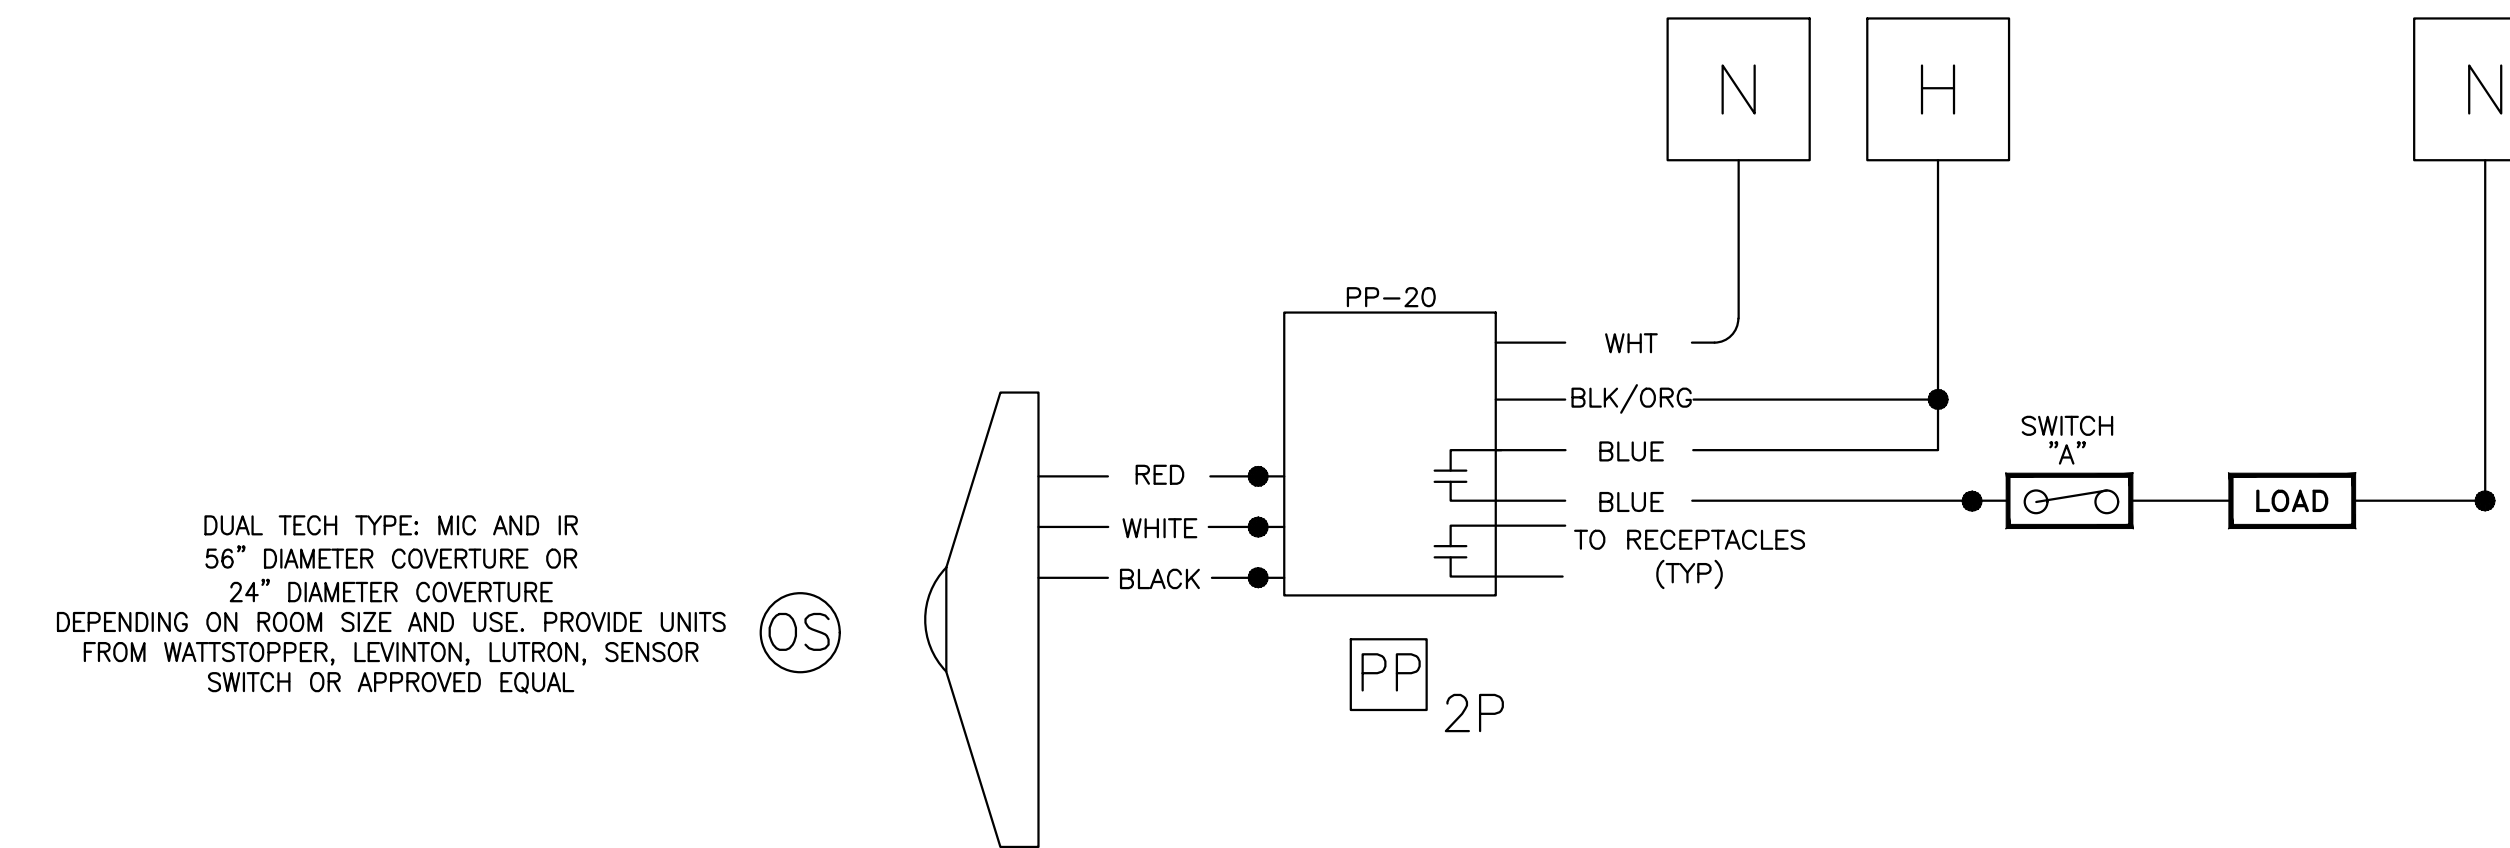 N
H
N
PP-20
WHT
BLK/ORG
BLUE
BLUE
TO RECEPTACLES
(TYP)
SWITCH
"A"
LOAD
RED
WHITE
BLACK
DUAL TECH TYPE: MIC AND IR
56" DIAMETER COVERTURE OR
24" DIAMETER COVERTURE
DEPENDING ON ROOM SIZE AND USE. PROVIDE UNITS
FROM WATTSTOPPER, LEVINTON, LUTRON, SENSOR
SWITCH OR APPROVED EQUAL
OS
PP
2P